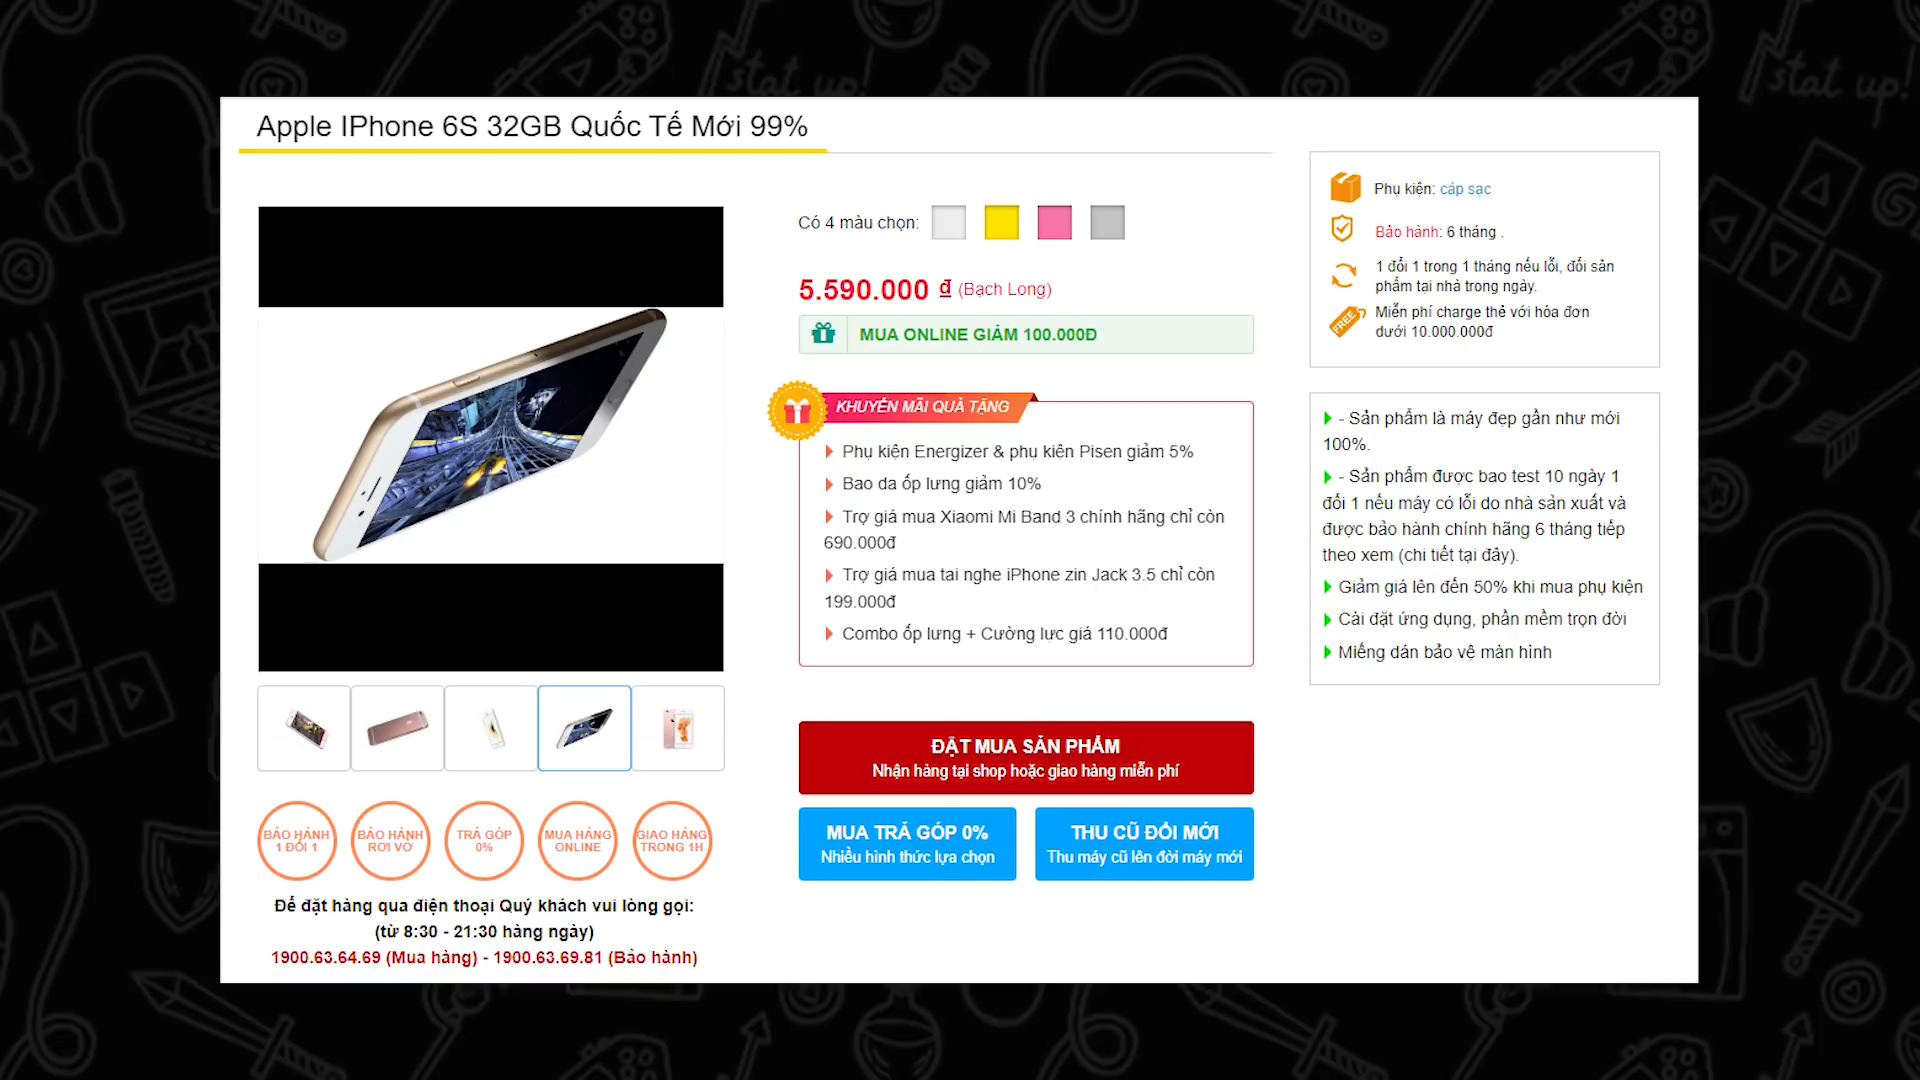 stat up!
stat up!
Apple IPhone 6S 32GB Quốc Tế Mới 99%
Có 4 màu chọn:
5.590.000 đ (Bạch Long)
MUA ONLINE GIẢM 100.000Đ
KHUYẾN MÃI QUÀ TẶNG
Phụ kiện Energizer & phụ kiện Pisen giảm 5%
Bao da ốp lưng giảm 10%
Trợ giá mua Xiaomi Mi Band 3 chính hãng chỉ còn
690.000đ
Trợ giá mua tai nghe iPhone zin Jack 3.5 chỉ còn
199.000đ
Combo ốp lưng + Cường lực giá 110.000đ
ĐẶT MUA SẢN PHẨM
Nhận hàng tại shop hoặc giao hàng miễn phí
MUA TRẢ GÓP 0%
Nhiều hình thức lựa chọn
THU CŨ ĐỔI MỚI
Thu máy cũ lên đời máy mới
BẢO HÀNH
1 ĐỔI 1
BẢO HÀNH
RƠI VỠ
TRẢ GÓP
0%
MUA HÀNG
ONLINE
GIAO HÀNG
TRONG 1H
Để đặt hàng qua điện thoại Quý khách vui lòng gọi:
(từ 8:30 - 21:30 hàng ngày)
1900.63.64.69 (Mua hàng) - 1900.63.69.81 (Bảo hành)
Phụ kiện: cáp sạc
Bảo hành: 6 tháng .
1 đổi 1 trong 1 tháng nếu lỗi, đổi sản
phẩm tại nhà trong ngày.
FREE
Miễn phí charge thẻ với hóa đơn
dưới 10.000.000đ
- Sản phẩm là máy đẹp gần như mới
100%.
- Sản phẩm được bao test 10 ngày 1
đổi 1 nếu máy có lỗi do nhà sản xuất và
được bảo hành chính hãng 6 tháng tiếp
theo xem (chi tiết tại đây).
Giảm giá lên đến 50% khi mua phụ kiện
Cài đặt ứng dụng, phần mềm trọn đời
Miếng dán bảo vệ màn hình